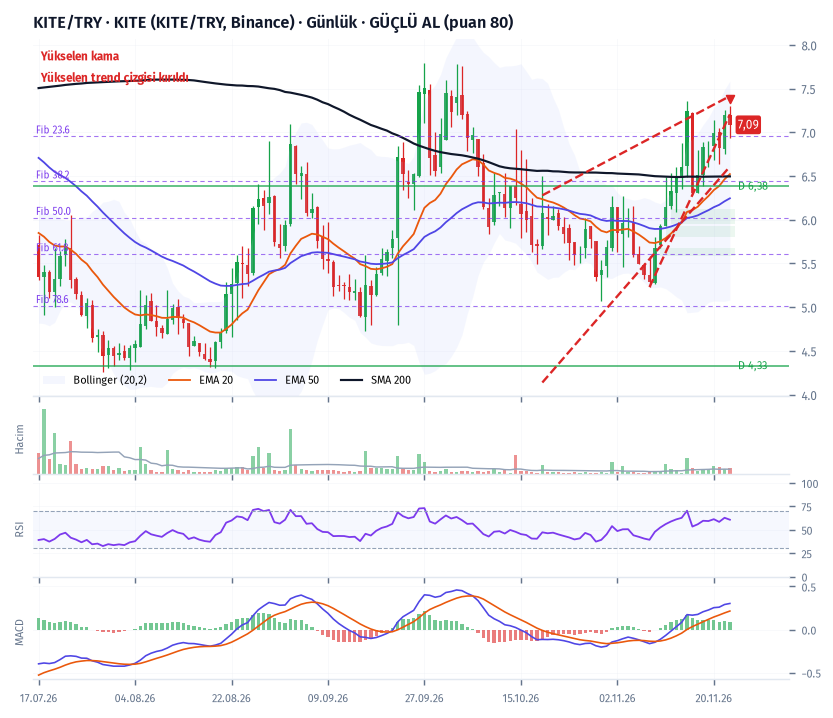 KITE/TRY · KITE (KITE/TRY, Binance) · Günlük · GÜÇLÜ AL (puan 80)
Yükselen kama
Yükselen trend çizgisi kırıldı
8.0
7.5
7.0
6.5
6.0
5.5
5.0
4.5
4.0
7,09
Fib 23.6
Fib 38.2
D 6,38
Fib 50.0
Fib 61.8
Fib 78.6
D 4,33
Bollinger (20,2) EMA 20 EMA 50 SMA 200
Hacim
RSI
100
75
50
25
0
MACD
0.5
0.0
−0.5
17.07.26 04.08.26 22.08.26 09.09.26 27.09.26 15.10.26 02.11.26 20.11.26